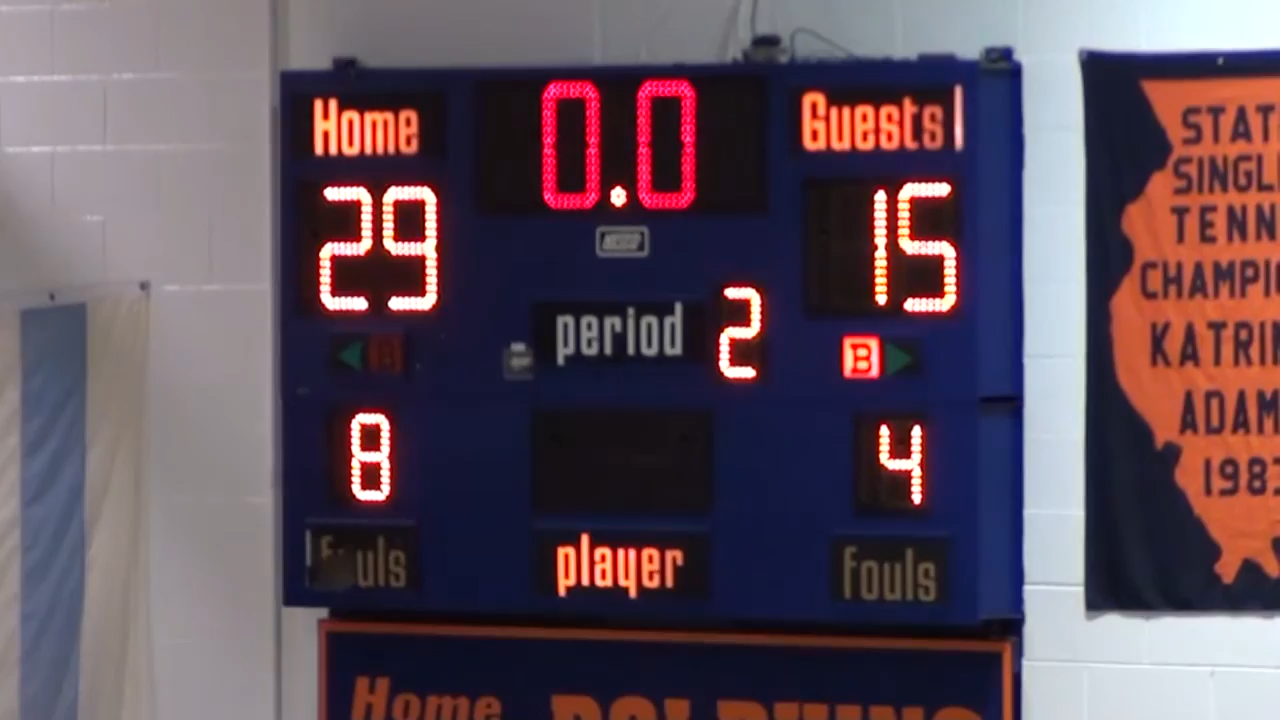 Home 0.0 Guests
29 15
period 2
B B
8 4
fouls player fouls
Home
STAT
SINGL
TENN
CHAMPI
KATRI
ADAM
198